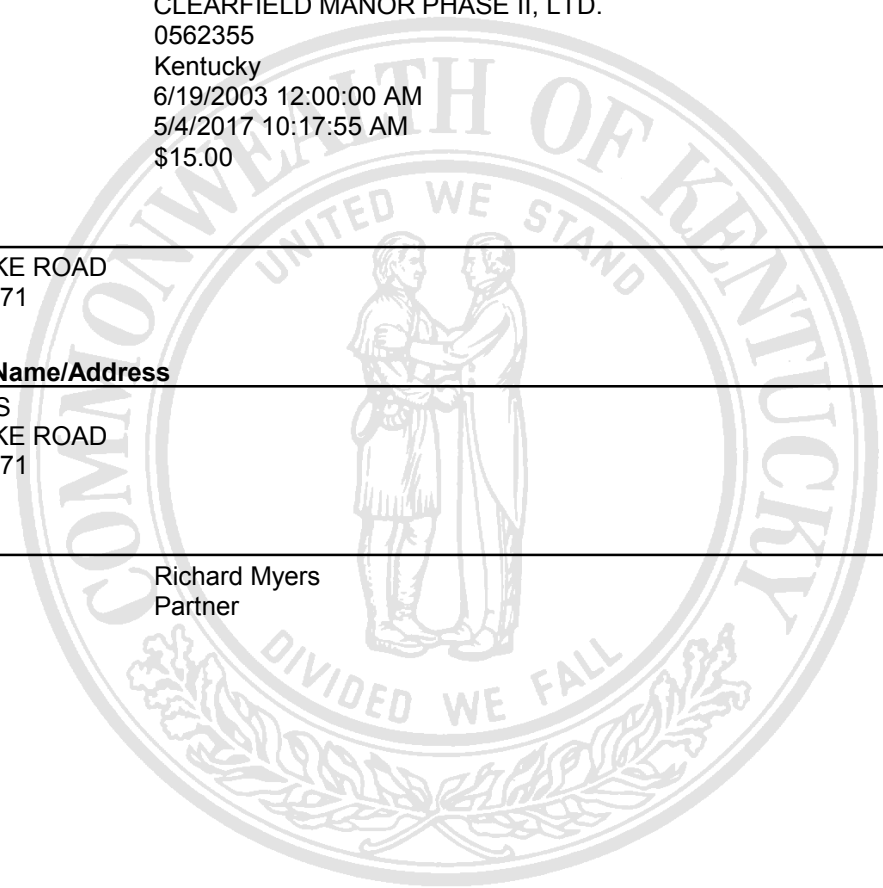 CLEARFIELD MANOR PHASE II, LTD.
0562355
Kentucky
6/19/2003 12:00:00 AM
5/4/2017 10:17:55 AM
$15.00
KE ROAD
71
Name/Address
S
KE ROAD
71
Richard Myers
Partner
COMMONWEALTH OF KENTUCKY
UNITED WE STAND
DIVIDED WE FALL